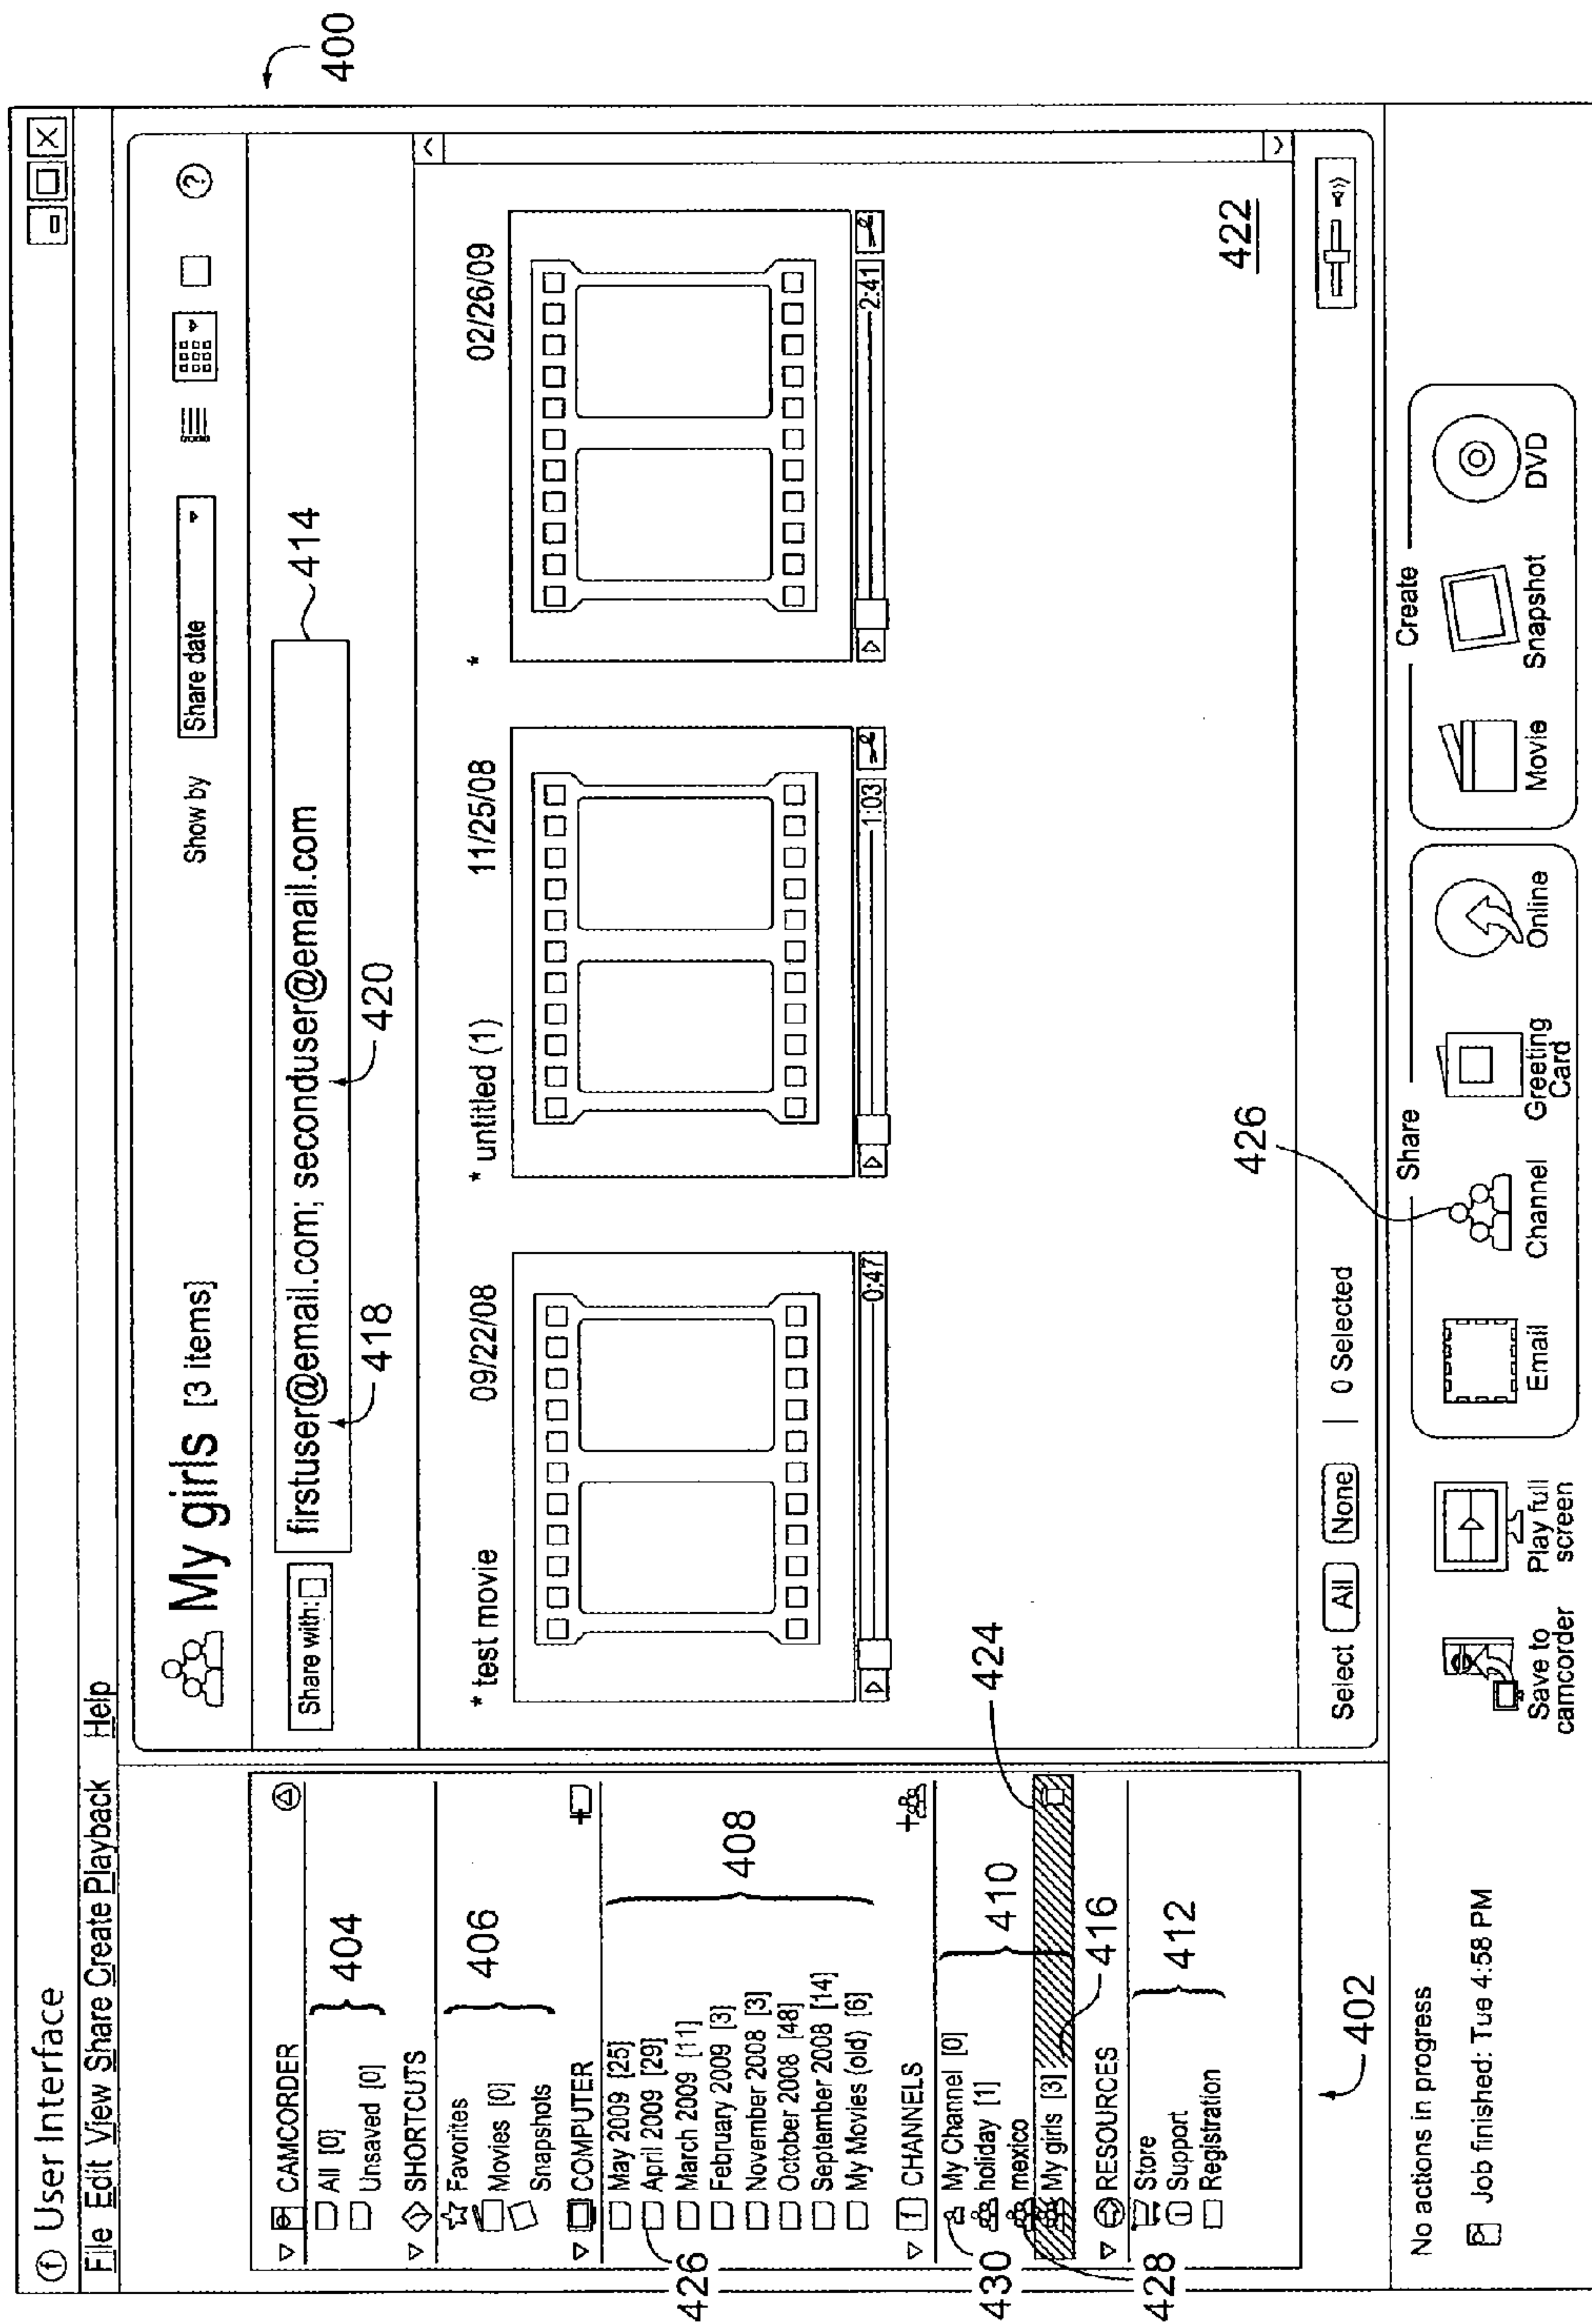 User Interface
File Edit View Share Create Playback Help
400
CAMCORDER
All [0]
Unsaved [0]
404
SHORTCUTS
Favorites
Movies [0]
Snapshots
406
COMPUTER
May 2009 [25]
April 2009 [29]
March 2009 [11]
February 2009 [3]
November 2008 [3]
October 2008 [48]
September 2008 [14]
My Movies (old) [6]
408
426
CHANNELS
My Channel [0]
holiday [1]
mexico
My girls [3]
410
416
424
430
428
RESOURCES
Store
Support
Registration
412
402
My girls [3 items]
Show by
Share date
?
Share with:
firstuser@email.com; seconduser@email.com
414
418
420
* test movie 09/22/08
0:47
* untitled (1) 11/25/08
1:03
* 02/26/09
2:41
422
Select All None | 0 Selected
426
No actions in progress
Job finished: Tue 4:58 PM
Save to camcorder
Play full screen
Share
Email
Channel
Greeting Card
Online
Create
Movie
Snapshot
DVD